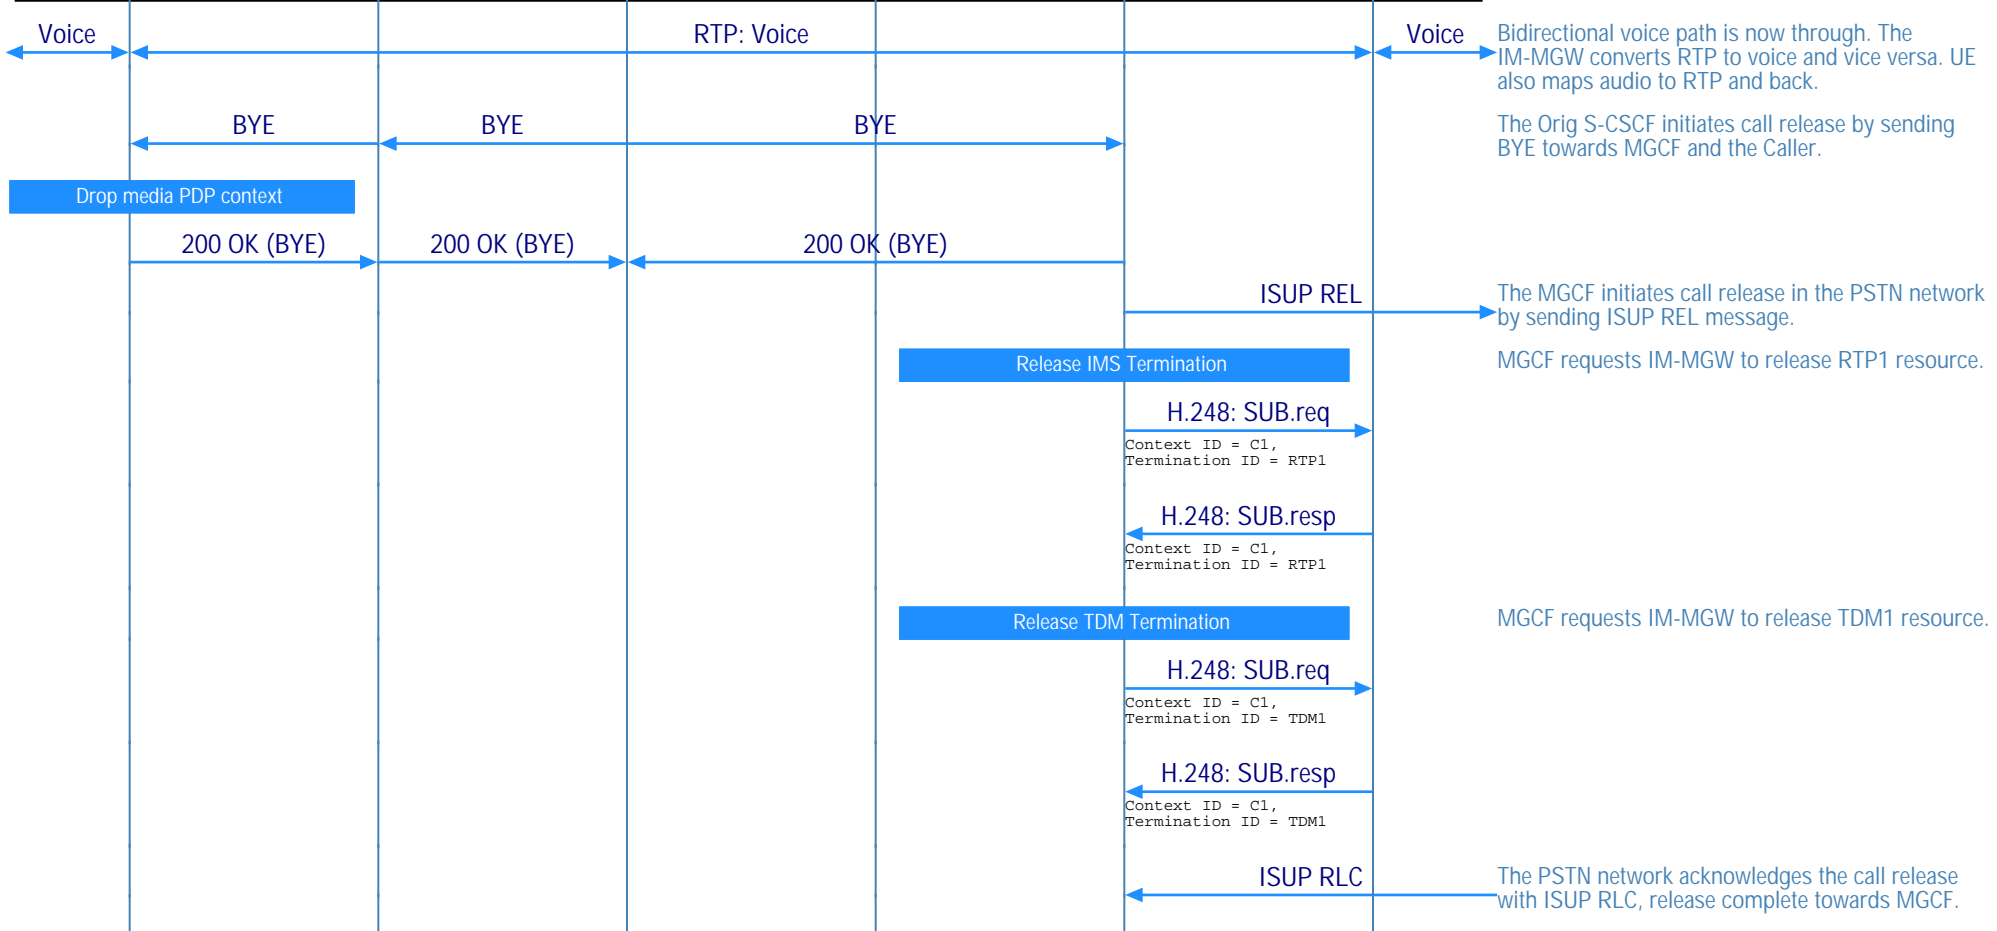 Voice
RTP: Voice
Voice
Bidirectional voice path is now through. The
IM-MGW converts RTP to voice and vice versa. UE
also maps audio to RTP and back.
BYE
BYE
BYE
The Orig S-CSCF initiates call release by sending
BYE towards MGCF and the Caller.
Drop media PDP context
200 OK (BYE)
200 OK (BYE)
200 OK (BYE)
ISUP REL
The MGCF initiates call release in the PSTN network
by sending ISUP REL message.
Release IMS Termination
MGCF requests IM-MGW to release RTP1 resource.
H.248: SUB.req
Context ID = C1,
Termination ID = RTP1
H.248: SUB.resp
Context ID = C1,
Termination ID = RTP1
Release TDM Termination
MGCF requests IM-MGW to release TDM1 resource.
H.248: SUB.req
Context ID = C1,
Termination ID = TDM1
H.248: SUB.resp
Context ID = C1,
Termination ID = TDM1
ISUP RLC
The PSTN network acknowledges the call release
with ISUP RLC, release complete towards MGCF.